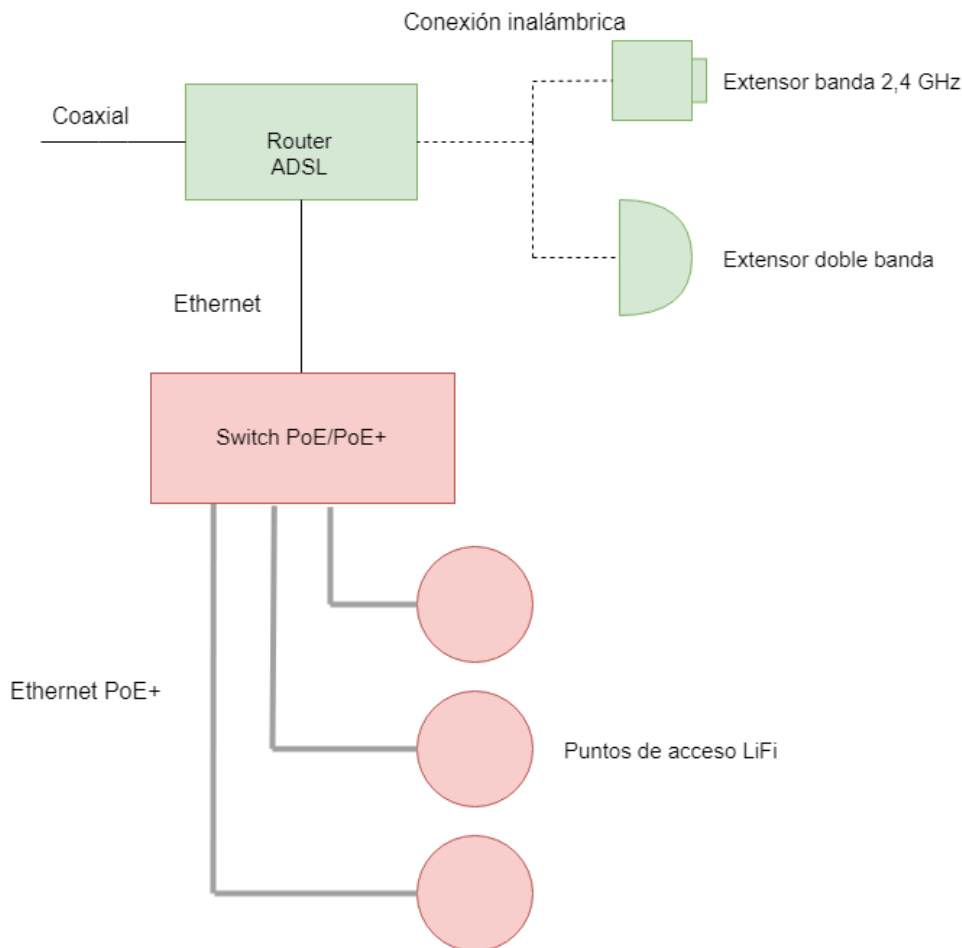 Conexión inalámbrica
Extensor banda 2,4 GHz
Coaxial
Router
ADSL
Extensor doble banda
Ethernet
Switch PoE/PoE+
Ethernet PoE+
Puntos de acceso LiFi